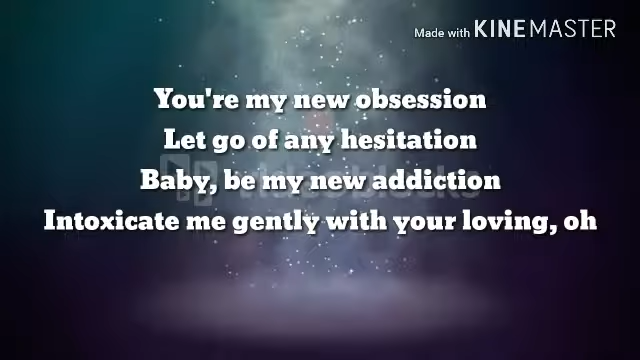 Made with KINEMASTER
You're my new obsession
Let go of any hesitation
Baby, be my new addiction
Intoxicate me gently with your loving, oh